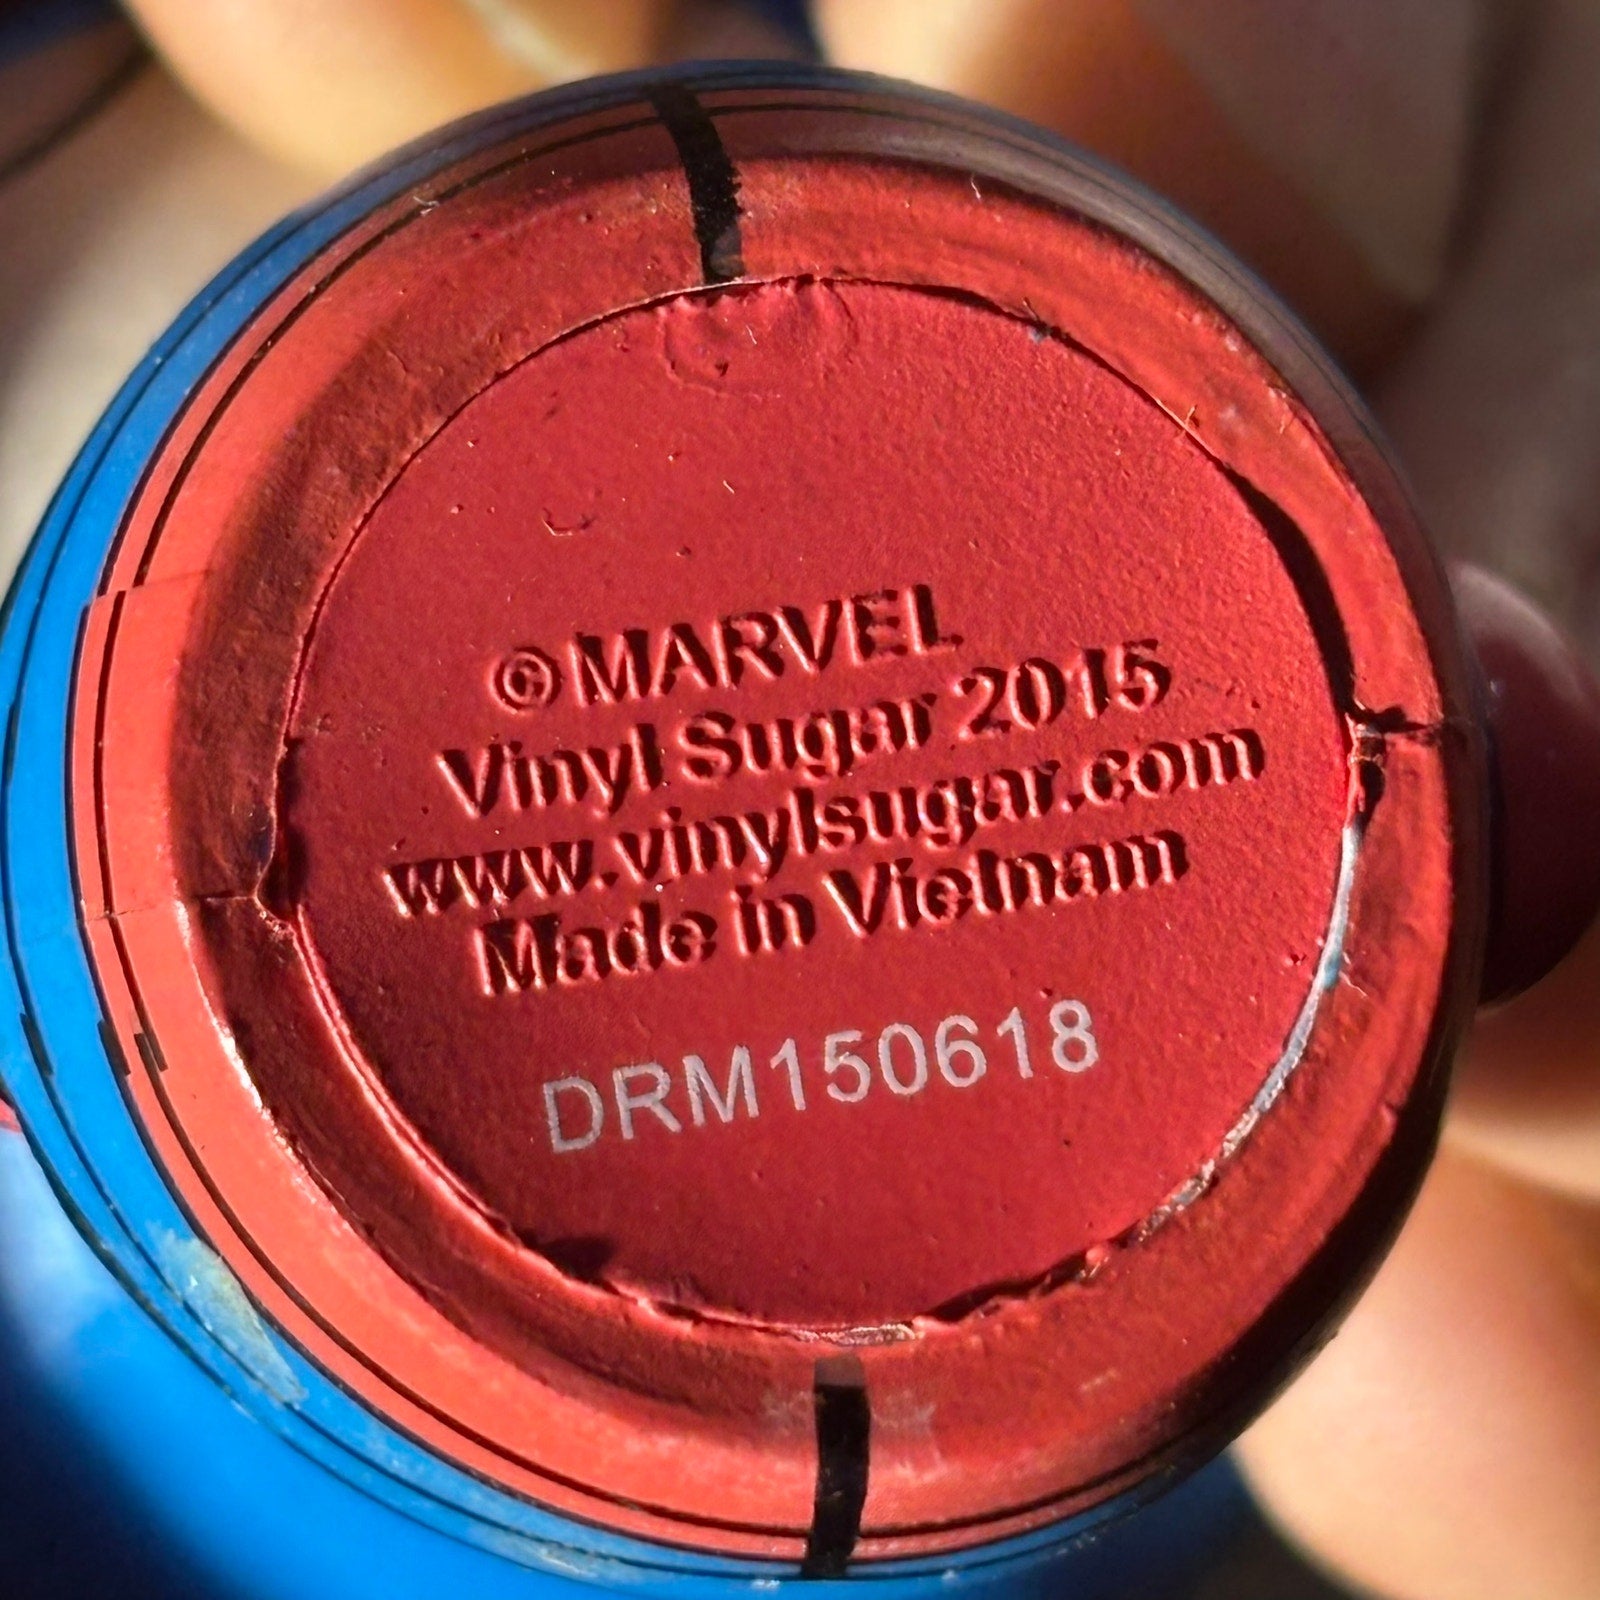 ©MARVEL
Vinyl Sugar 2015
www.vinylsugar.com
Made in Vietnam
DRM150618